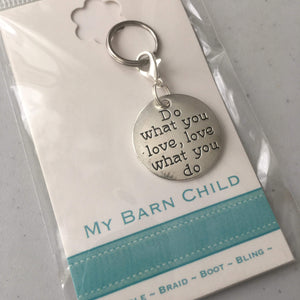 Do
what you
love, love
what you
do
MY BARN CHILD
~ BRAID ~ BOOT ~ BLING ~